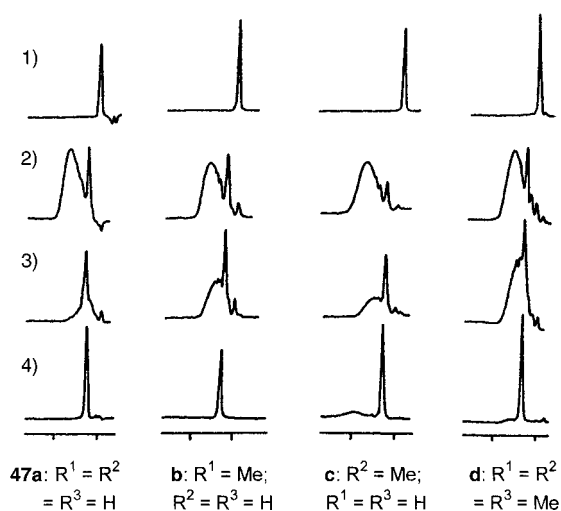 1)
2)
3)
4)
47a: R¹ = R²
= R³ = H
b: R¹ = Me;
R² = R³ = H
c: R² = Me;
R¹ = R³ = H
d: R¹ = R²
= R³ = Me